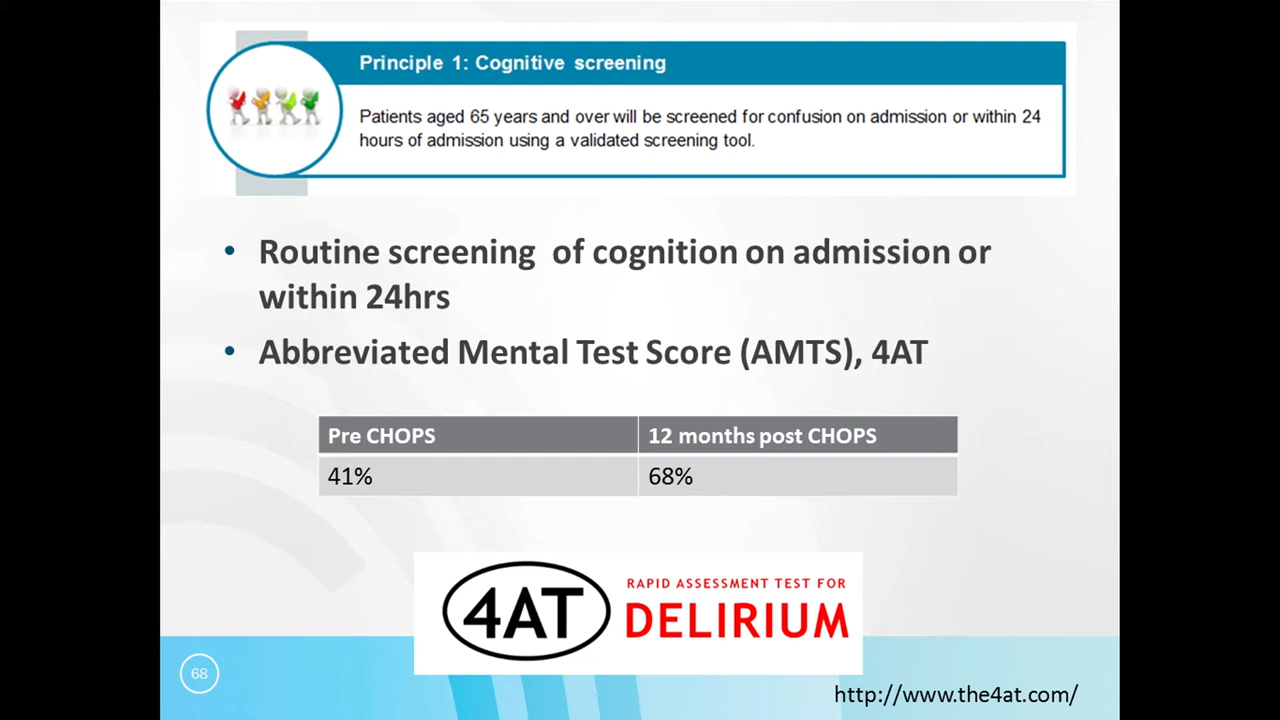 Principle 1: Cognitive screening
Patients aged 65 years and over will be screened for confusion on admission or within 24
hours of admission using a validated screening tool.
• Routine screening of cognition on admission or
within 24hrs
• Abbreviated Mental Test Score (AMTS), 4AT
Pre CHOPS 12 months post CHOPS
41% 68%
4AT RAPID ASSESSMENT TEST FOR
DELIRIUM
68
http://www.the4at.com/